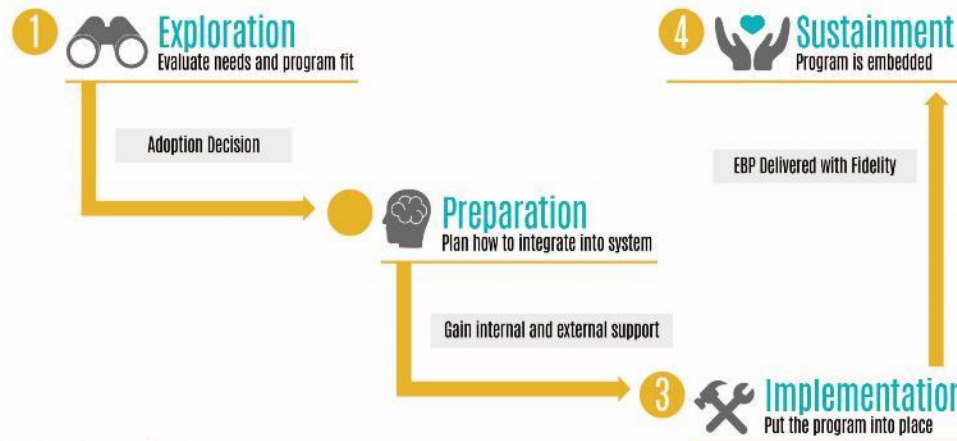 1
Exploration
Evaluate needs and program fit
Adoption Decision
Preparation
Plan how to integrate into system
Gain internal and external support
3
Implementation
Put the program into place
EBP Delivered with Fidelity
4
Sustainment
Program is embedded